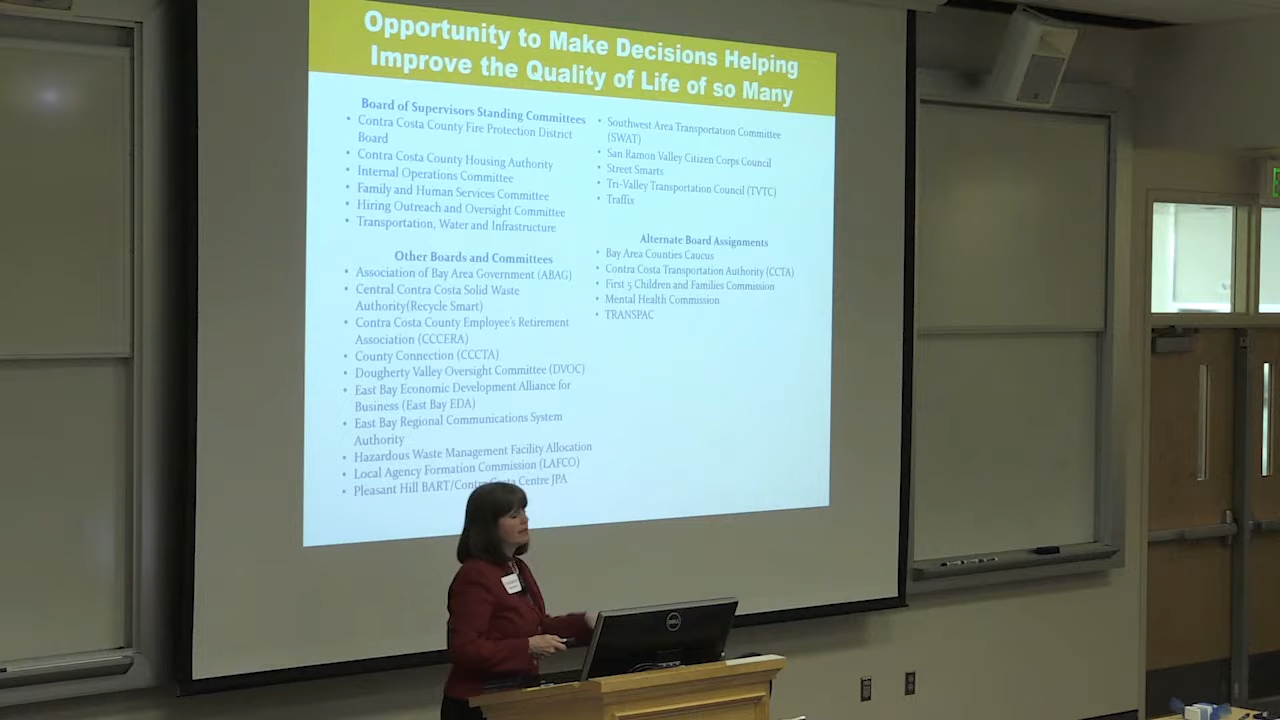 Opportunity to Make Decisions Helping
Improve the Quality of Life of so Many
Board of Supervisors Standing Committees
• Contra Costa County Fire Protection District
Board
• Contra Costa County Housing Authority
• Internal Operations Committee
• Family and Human Services Committee
• Hiring Outreach and Oversight Committee
• Transportation, Water and Infrastructure
Other Boards and Committees
• Association of Bay Area Government (ABAG)
• Central Contra Costa Solid Waste
Authority(Recycle Smart)
• Contra Costa County Employee's Retirement
Association (CCCERA)
• County Connection (CCCTA)
• Dougherty Valley Oversight Committee (DVOC)
• East Bay Economic Development Alliance for
Business (East Bay EDA)
• East Bay Regional Communications System
Authority
• Hazardous Waste Management Facility Allocation
• Local Agency Formation Commission (LAFCO)
• Pleasant Hill BART/Contra Costa Centre JPA
• Southwest Area Transportation Committee
(SWAT)
• San Ramon Valley Citizen Corps Council
• Street Smarts
• Tri-Valley Transportation Council (TVTC)
• Traffix
Alternate Board Assignments
• Bay Area Counties Caucus
• Contra Costa Transportation Authority (CCTA)
• First 5 Children and Families Commission
• Mental Health Commission
• TRANSPAC
DELL